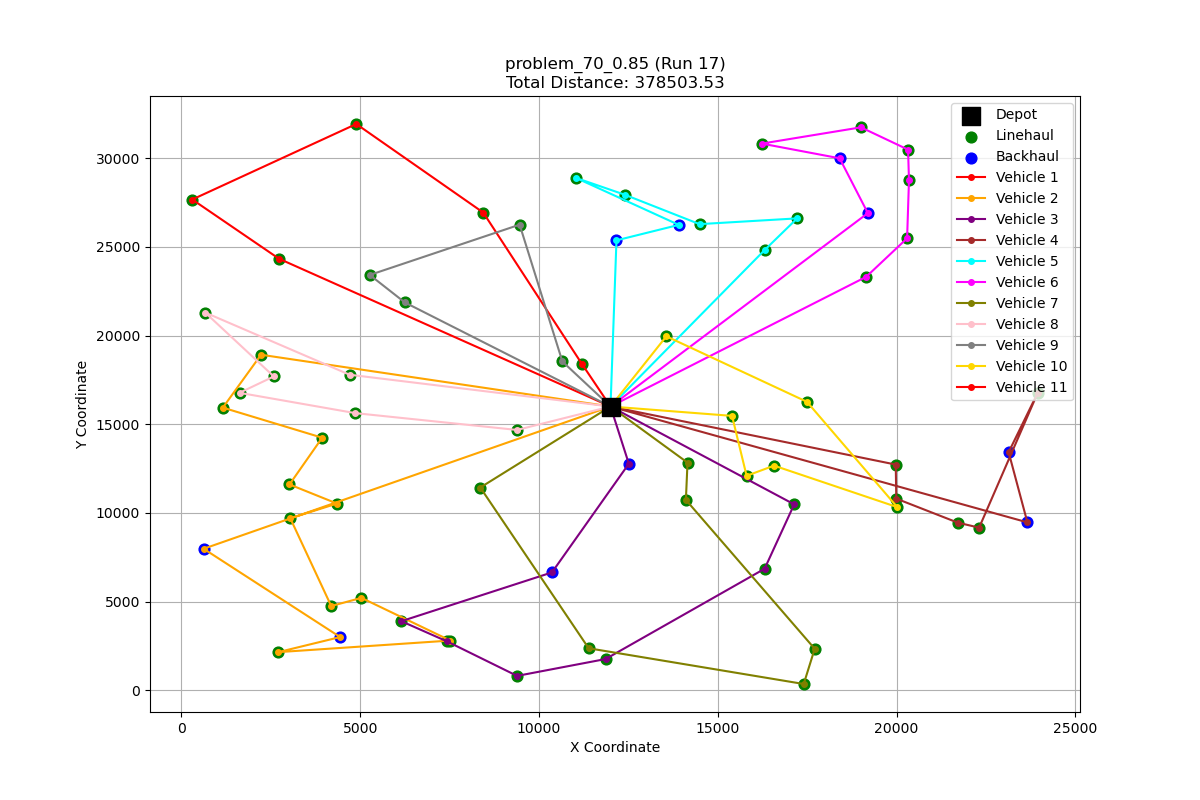 problem_70_0.85 (Run 17)
Total Distance: 378503.53
Depot
Linehaul
Backhaul
Vehicle 1
Vehicle 2
Vehicle 3
Vehicle 4
Vehicle 5
Vehicle 6
Vehicle 7
Vehicle 8
Vehicle 9
Vehicle 10
Vehicle 11
30000
25000
20000
15000
10000
5000
0
Y Coordinate
0 5000 10000 15000 20000 25000
X Coordinate